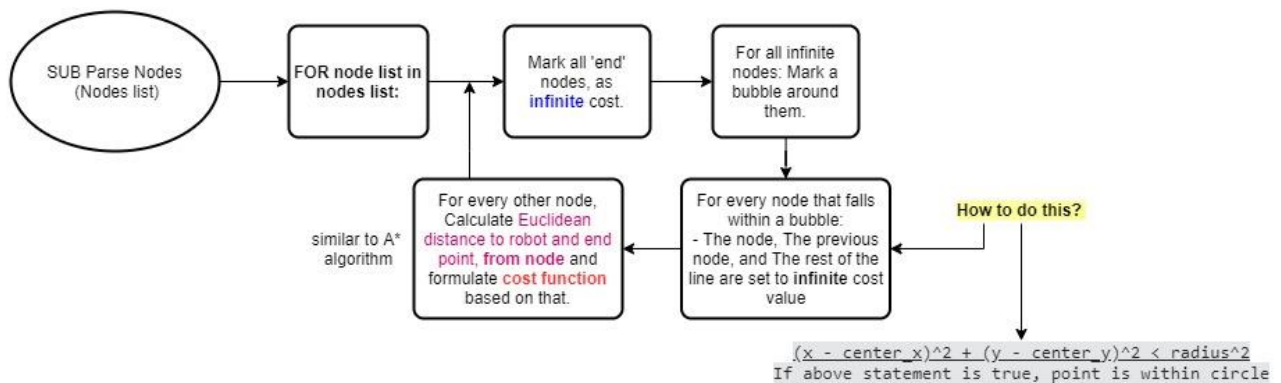 SUB Parse Nodes
(Nodes list)
FOR node list in
nodes list:
Mark all 'end'
nodes, as
infinite cost.
For all infinite
nodes: Mark a
bubble around
them.
For every node that falls
within a bubble:
- The node, The previous
node, and The rest of the
line are set to infinite cost
value
How to do this?
For every other node,
Calculate Euclidean
distance to robot and end
point, from node and
formulate cost function
based on that.
similar to A*
algorithm
(x - center_x)^2 + (y - center_y)^2 < radius^2
If above statement is true, point is within circle